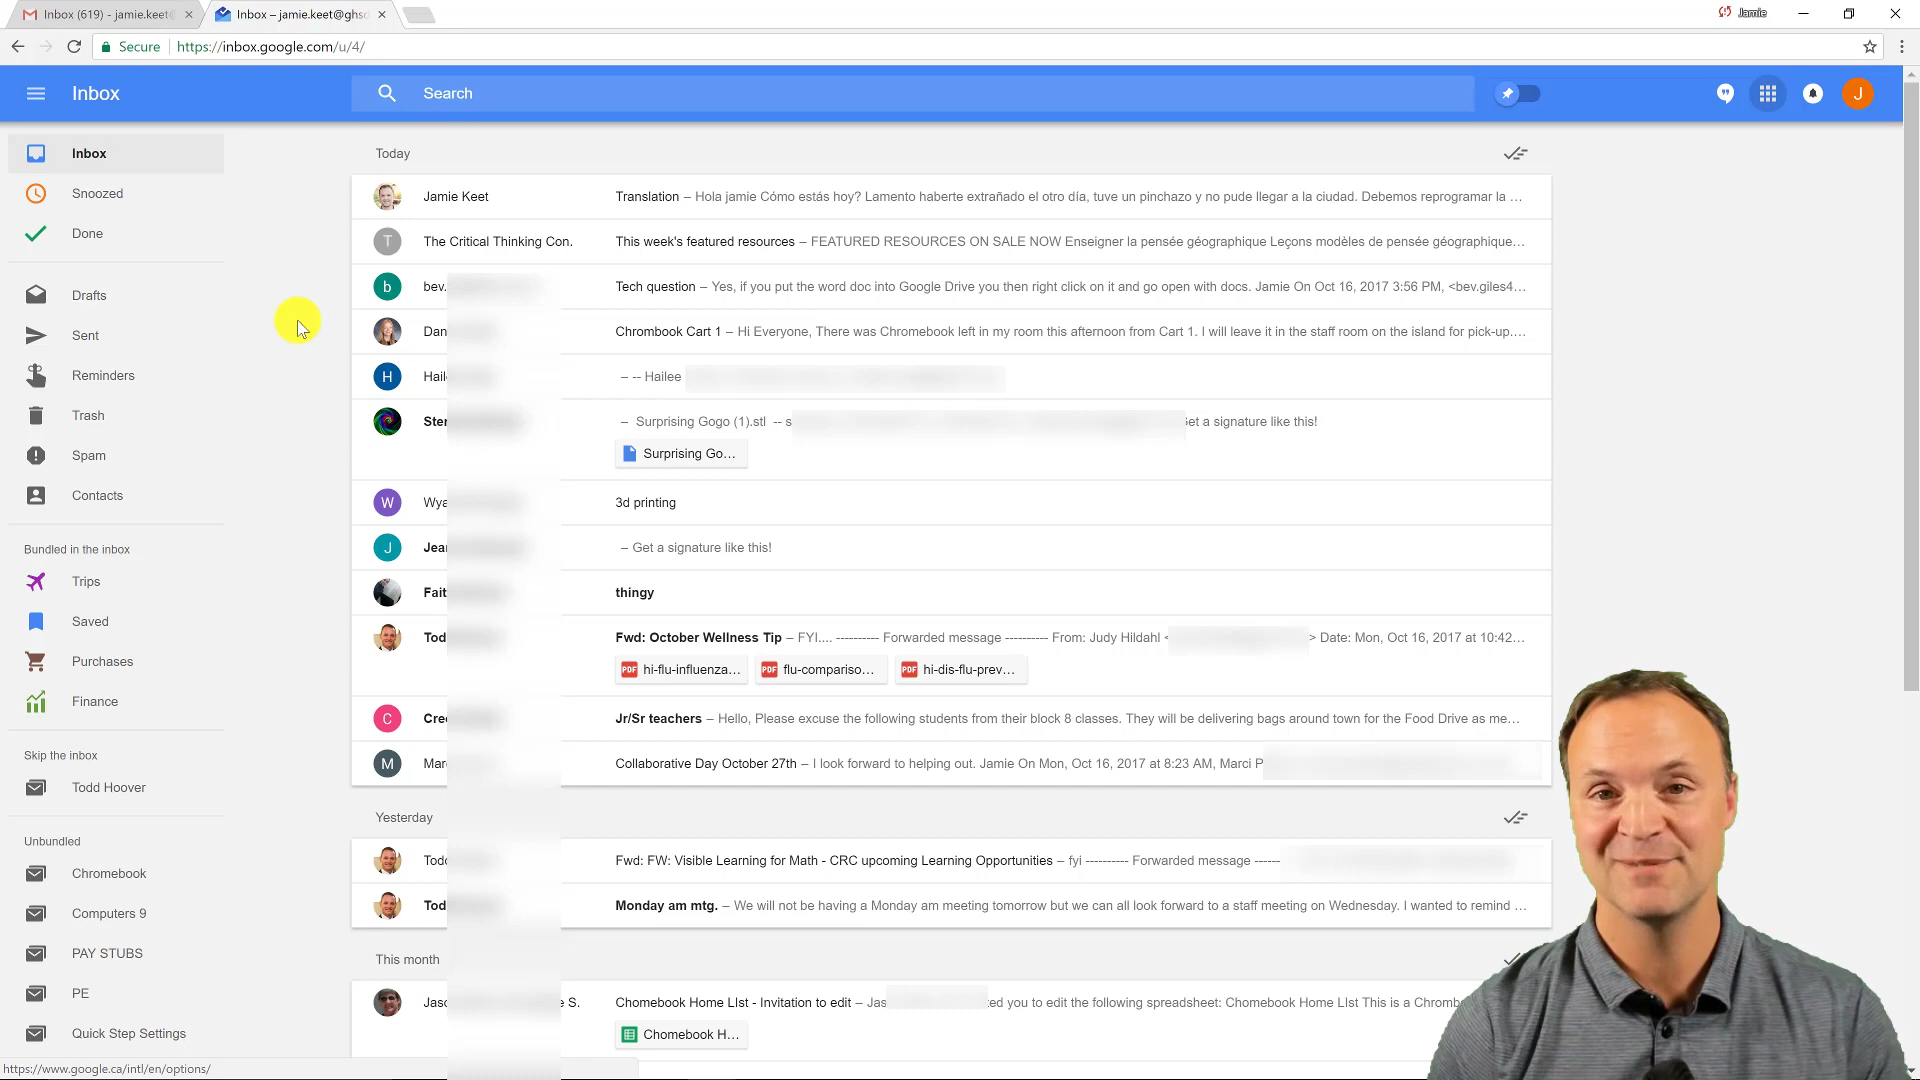 Inbox (619) - jamie.keet@
Inbox – jamie.keet@ghsd
Jamie
Secure https://inbox.google.com/u/4/
Inbox
Search
J
Inbox
Snoozed
Done
Drafts
Sent
Reminders
Trash
Spam
Contacts
Bundled in the inbox
Trips
Saved
Purchases
Finance
Skip the inbox
Todd Hoover
Unbundled
Chromebook
Computers 9
PAY STUBS
PE
Quick Step Settings
https://www.google.ca/intl/en/options/
Today
Jamie Keet Translation – Hola jamie Cómo estás hoy? Lamento haberte extrañado el otro día, tuve un pinchazo y no pude llegar a la ciudad. Debemos reprogramar la ...
T The Critical Thinking Con. This week's featured resources – FEATURED RESOURCES ON SALE NOW Enseigner la pensée géographique Leçons modèles de pensée géographique...
b bev. Tech question – Yes, if you put the word doc into Google Drive you then right click on it and go open with docs. Jamie On Oct 16, 2017 3:56 PM, <bev.giles4...
Dan Chrombook Cart 1 – Hi Everyone, There was Chromebook left in my room this afternoon from Cart 1. I will leave it in the staff room on the island for pick-up....
H Hail – -- Hailee
Ster – Surprising Gogo (1).stl -- s et a signature like this!
Surprising Go...
W Wya 3d printing
J Jea – Get a signature like this!
Fait thingy
Tod Fwd: October Wellness Tip – FYI.... ---------- Forwarded message ---------- From: Judy Hildahl < > Date: Mon, Oct 16, 2017 at 10:42...
PDF hi-flu-influenza... PDF flu-compariso... PDF hi-dis-flu-prev...
C Cre Jr/Sr teachers – Hello, Please excuse the following students from their block 8 classes. They will be delivering bags around town for the Food Drive as me...
M Mar Collaborative Day October 27th – I look forward to helping out. Jamie On Mon, Oct 16, 2017 at 8:23 AM, Marci P
Yesterday
Tod Fwd: FW: Visible Learning for Math - CRC upcoming Learning Opportunities – fyi ---------- Forwarded message ------
Tod Monday am mtg. – We will not be having a Monday am meeting tomorrow but we can all look forward to a staff meeting on Wednesday. I wanted to remind ...
This month
Jas S. Chomebook Home LIst - Invitation to edit – Jas ed you to edit the following spreadsheet: Chomebook Home LIst This is a Chromb
Chomebook H...